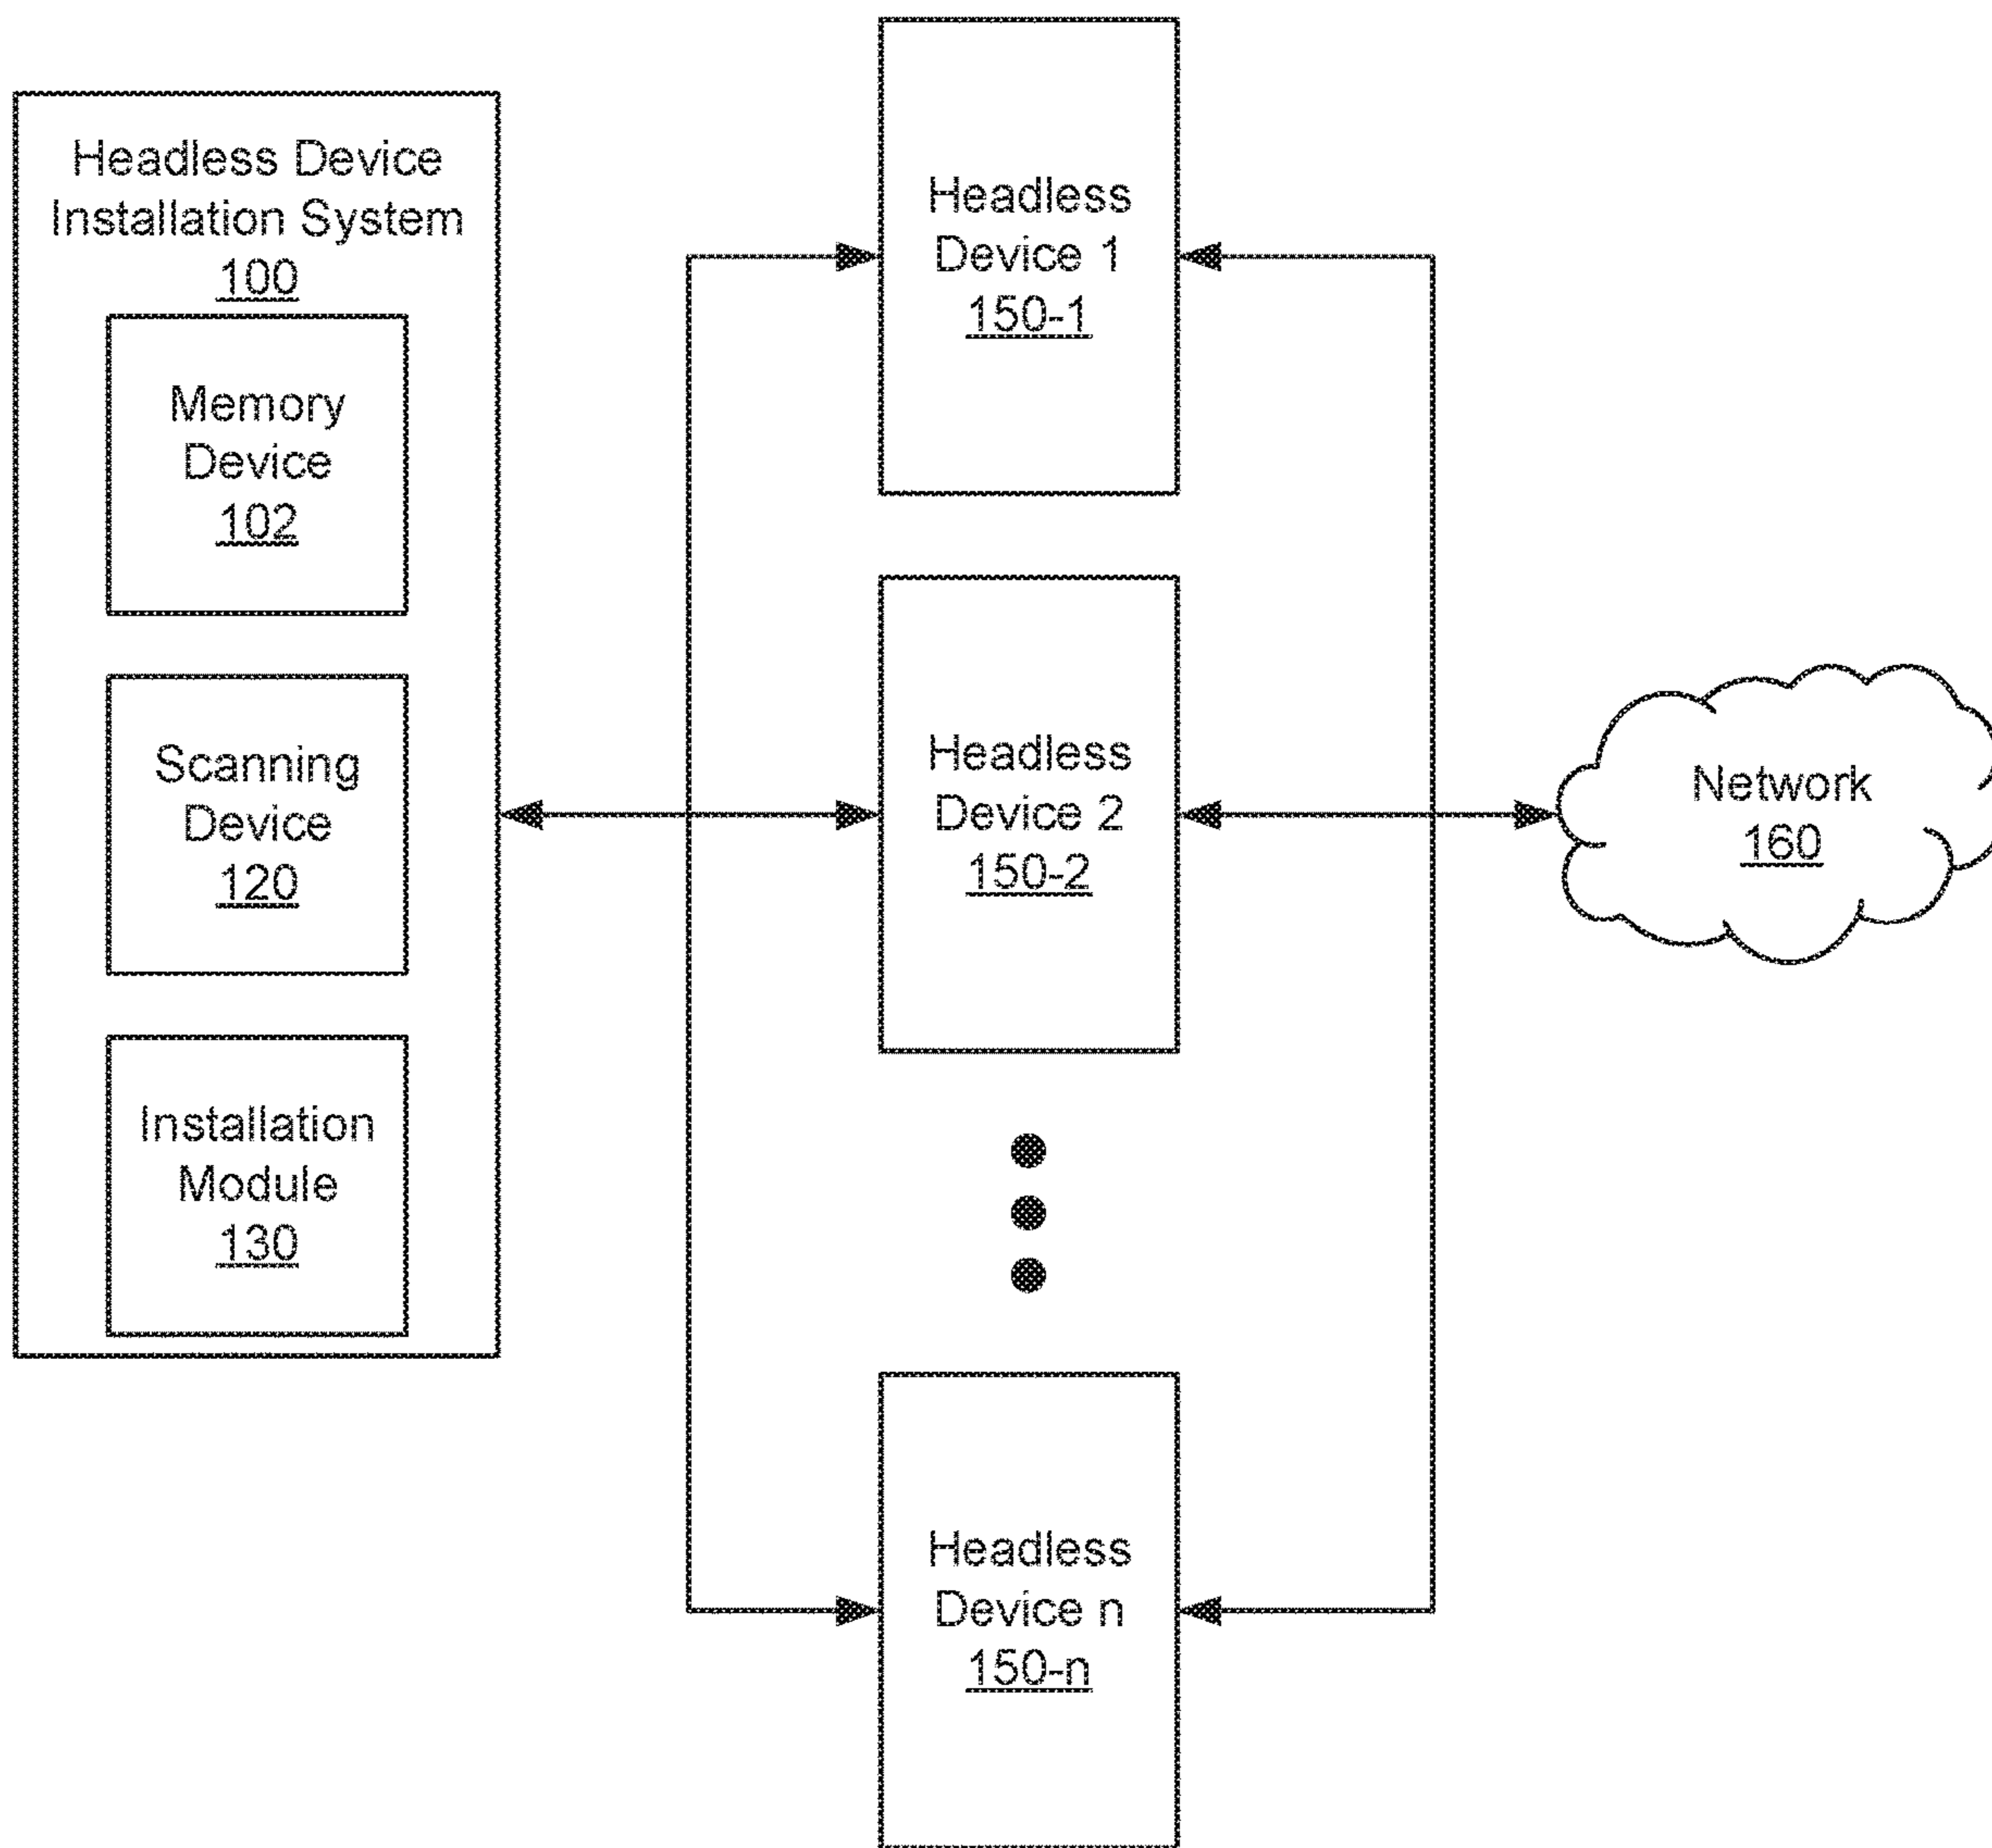 Headless Device
Installation System
100
Memory
Device
102
Scanning
Device
120
Installation
Module
130
Headless
Device 1
150-1
Headless
Device 2
150-2
Headless
Device n
150-n
Network
160